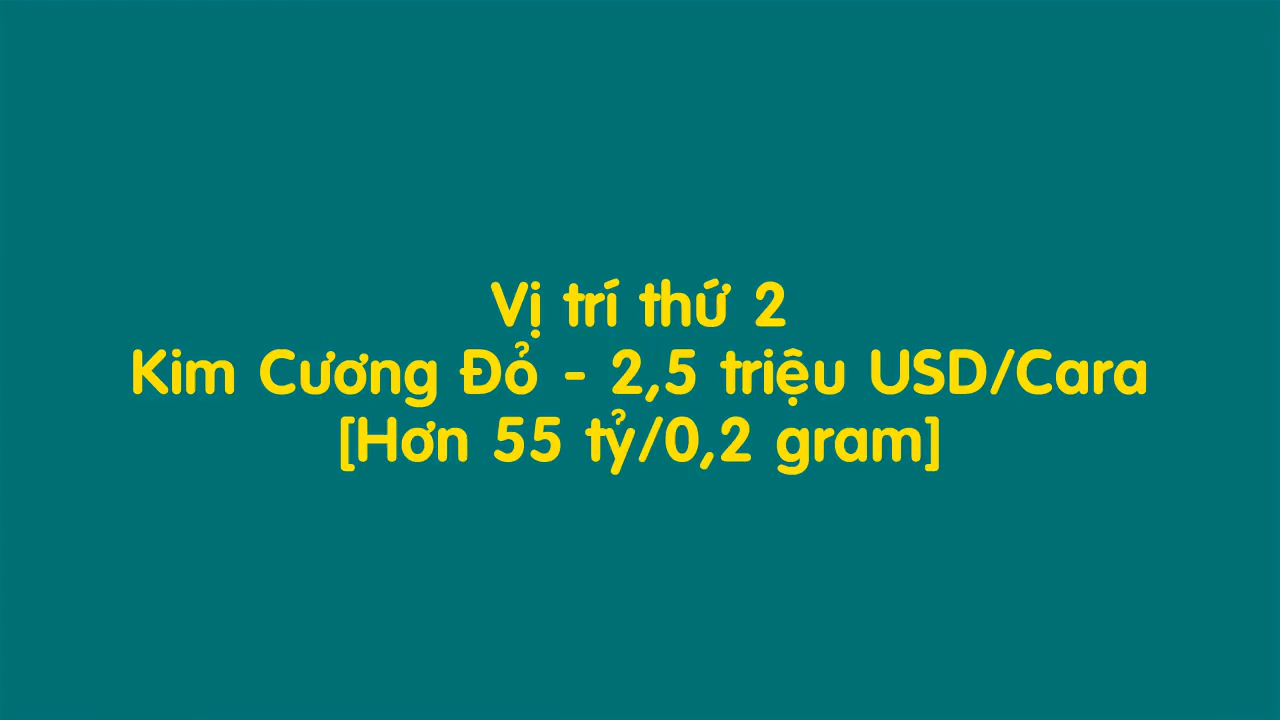 Vị trí thứ 2
Kim Cương Đỏ - 2,5 triệu USD/Cara
[Hơn 55 tỷ/0,2 gram]